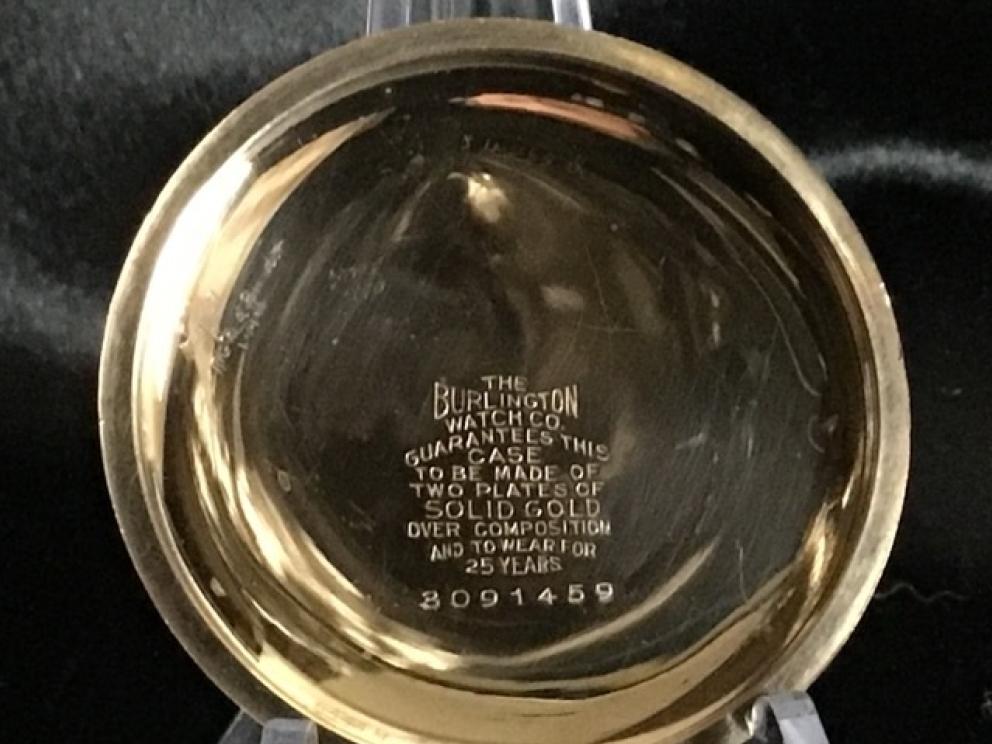 THE
BURLINGTON
WATCH CO.
GUARANTEES THIS
CASE
TO BE MADE OF
TWO PLATES OF
SOLID GOLD
OVER COMPOSITION
AND TO WEAR FOR
25 YEARS
3091459